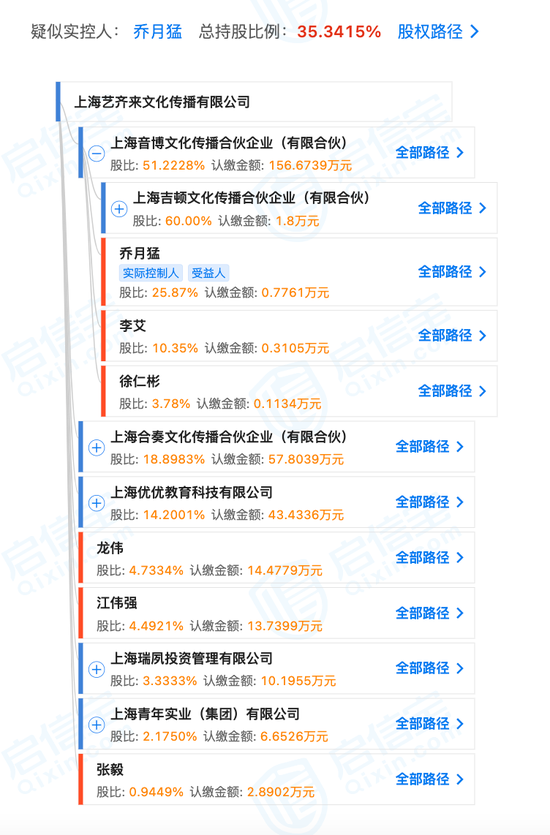 疑似实控人： 乔月猛 总持股比例：35.3415% 股权路径
上海艺齐来文化传播有限公司
上海音博文化传播合伙企业（有限合伙）
股比: 51.2228% 认缴金额: 156.6739万元
全部路径
上海吉顿文化传播合伙企业（有限合伙）
股比: 60.00% 认缴金额: 1.8万元
全部路径
乔月猛
实际控制人 受益人
股比: 25.87% 认缴金额: 0.7761万元
全部路径
李艾
股比: 10.35% 认缴金额: 0.3105万元
全部路径
徐仁彬
股比: 3.78% 认缴金额: 0.1134万元
全部路径
上海合奏文化传播合伙企业（有限合伙）
股比: 18.8983% 认缴金额: 57.8039万元
全部路径
上海优优教育科技有限公司
股比: 14.2001% 认缴金额: 43.4336万元
全部路径
龙伟
股比: 4.7334% 认缴金额: 14.4779万元
全部路径
江伟强
股比: 4.4921% 认缴金额: 13.7399万元
全部路径
上海瑞夙投资管理有限公司
股比: 3.3333% 认缴金额: 10.1955万元
全部路径
上海青年实业（集团）有限公司
股比: 2.1750% 认缴金额: 6.6526万元
全部路径
张毅
股比: 0.9449% 认缴金额: 2.8902万元
全部路径
启信宝
Qixin.com